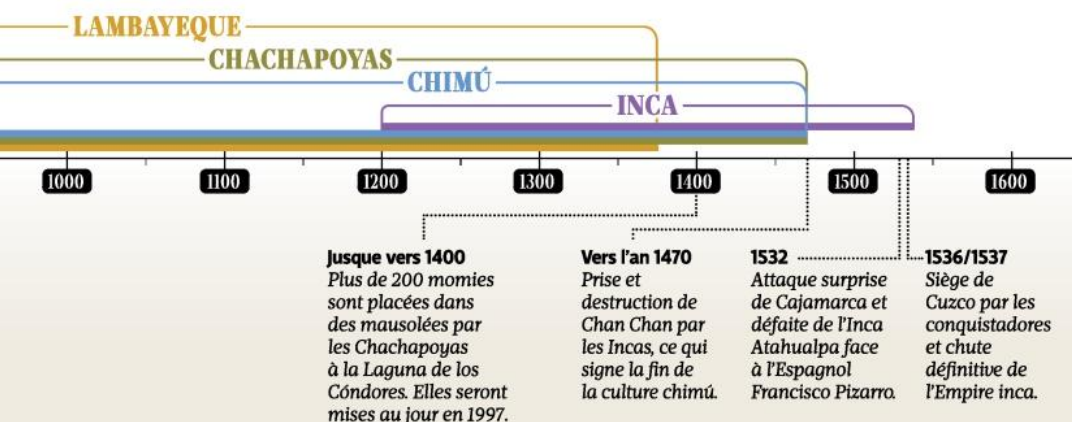 LAMBAYEQUE
CHACHAPOYAS
CHIMÚ
INCA
1000
1100
1200
1300
1400
1500
1600
Jusque vers 1400
Plus de 200 momies
sont placées dans
des mausolées par
les Chachapoyas
à la Laguna de los
Cóndores. Elles seront
mises au jour en 1997.
Vers l'an 1470
Prise et
destruction de
Chan Chan par
les Incas, ce qui
signe la fin de
la culture chimú.
1532
Attaque surprise
de Cajamarca et
défaite de l'Inca
Atahualpa face
à l'Espagnol
Francisco Pizarro.
1536/1537
Siège de
Cuzco par les
conquistadores
et chute
définitive de
l'Empire inca.